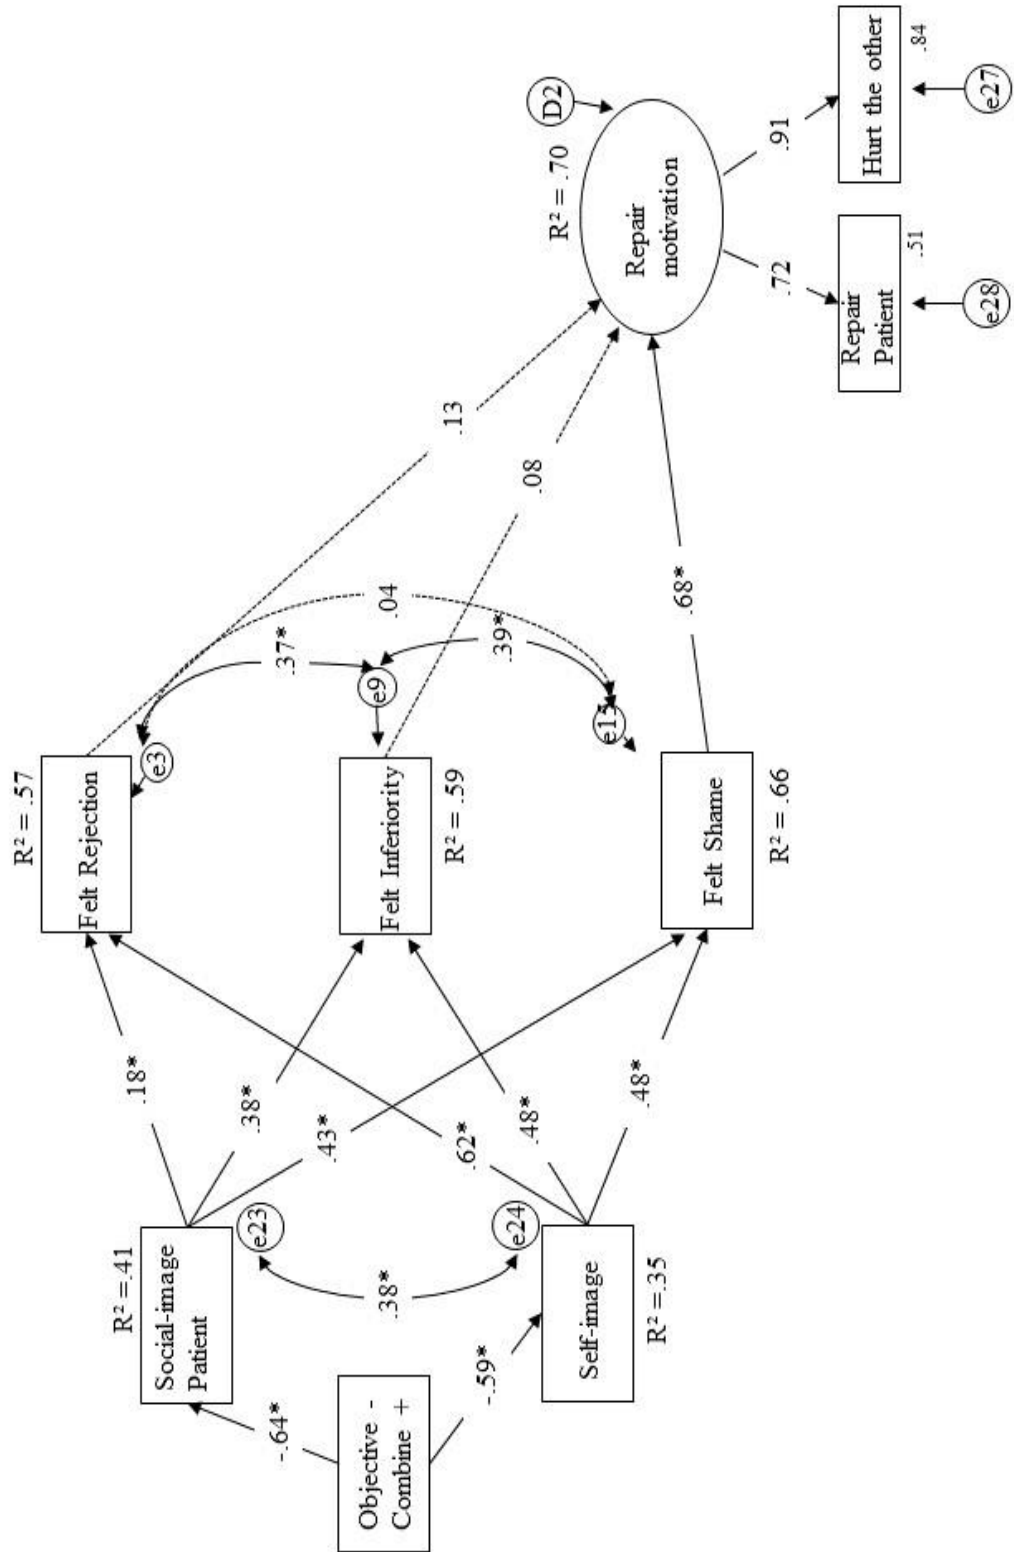 Objective -
Combine +
-.64*
-.59*
R² =.41
Social-image
Patient
e23
.38*
e24
Self-image
R² =.35
.18*
.38*
.43*
.62*
.48*
.48*
R² = .57
Felt Rejection
e3
Felt Inferiority
R² = .59
e9
Felt Shame
R² = .66
e15
.37*
.04
.39*
.13
.08
.68*
R² = .70
D2
Repair
motivation
.72
.91
Repair
Patient
.51
e28
Hurt the other
.84
e27